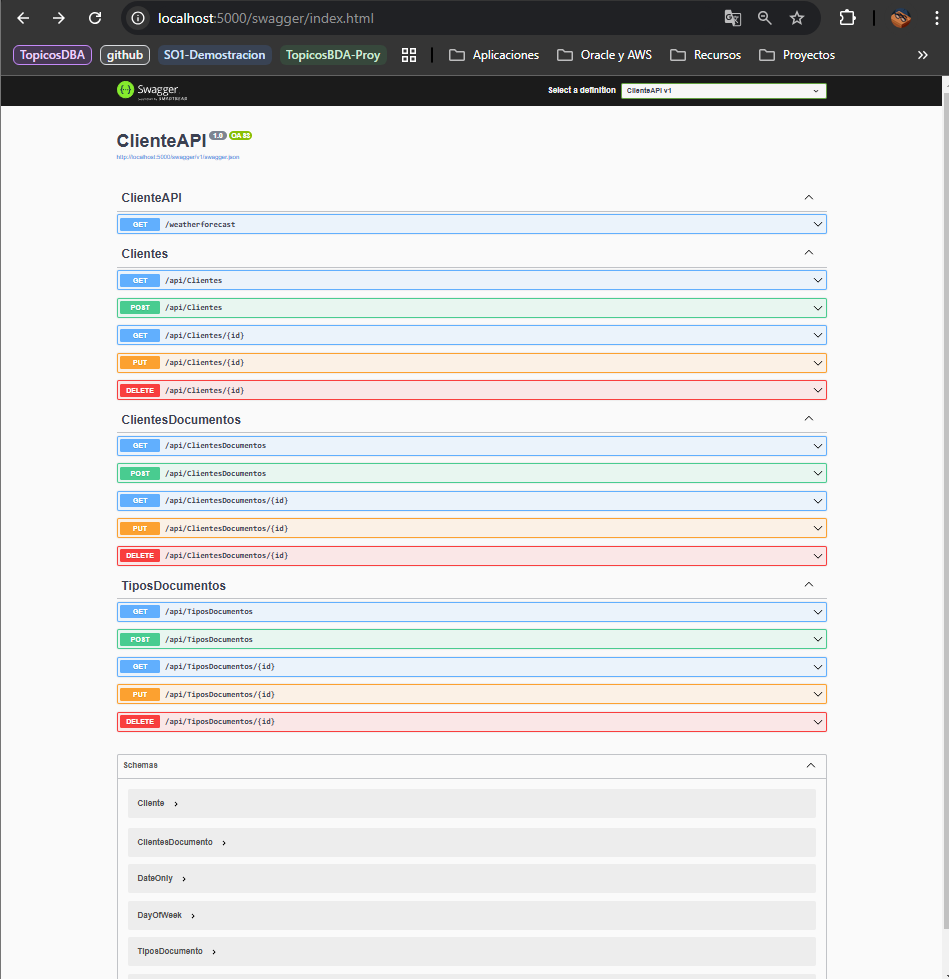 localhost:5000/swagger/index.html
TopicosDBA github SO1-Demostracion TopicosBDA-Proy Aplicaciones Oracle y AWS Recursos Proyectos
Swagger Select a definition ClienteAPI v1
Supported by SMARTBEAR
ClienteAPI 1.0 OAS3
http://localhost:5000/swagger/v1/swagger.json
ClienteAPI
GET /weatherforecast
Clientes
GET /api/Clientes
POST /api/Clientes
GET /api/Clientes/{id}
PUT /api/Clientes/{id}
DELETE /api/Clientes/{id}
ClientesDocumentos
GET /api/ClientesDocumentos
POST /api/ClientesDocumentos
GET /api/ClientesDocumentos/{id}
PUT /api/ClientesDocumentos/{id}
DELETE /api/ClientesDocumentos/{id}
TiposDocumentos
GET /api/TiposDocumentos
POST /api/TiposDocumentos
GET /api/TiposDocumentos/{id}
PUT /api/TiposDocumentos/{id}
DELETE /api/TiposDocumentos/{id}
Schemas
Cliente
ClientesDocumento
DateOnly
DayOfWeek
TiposDocumento